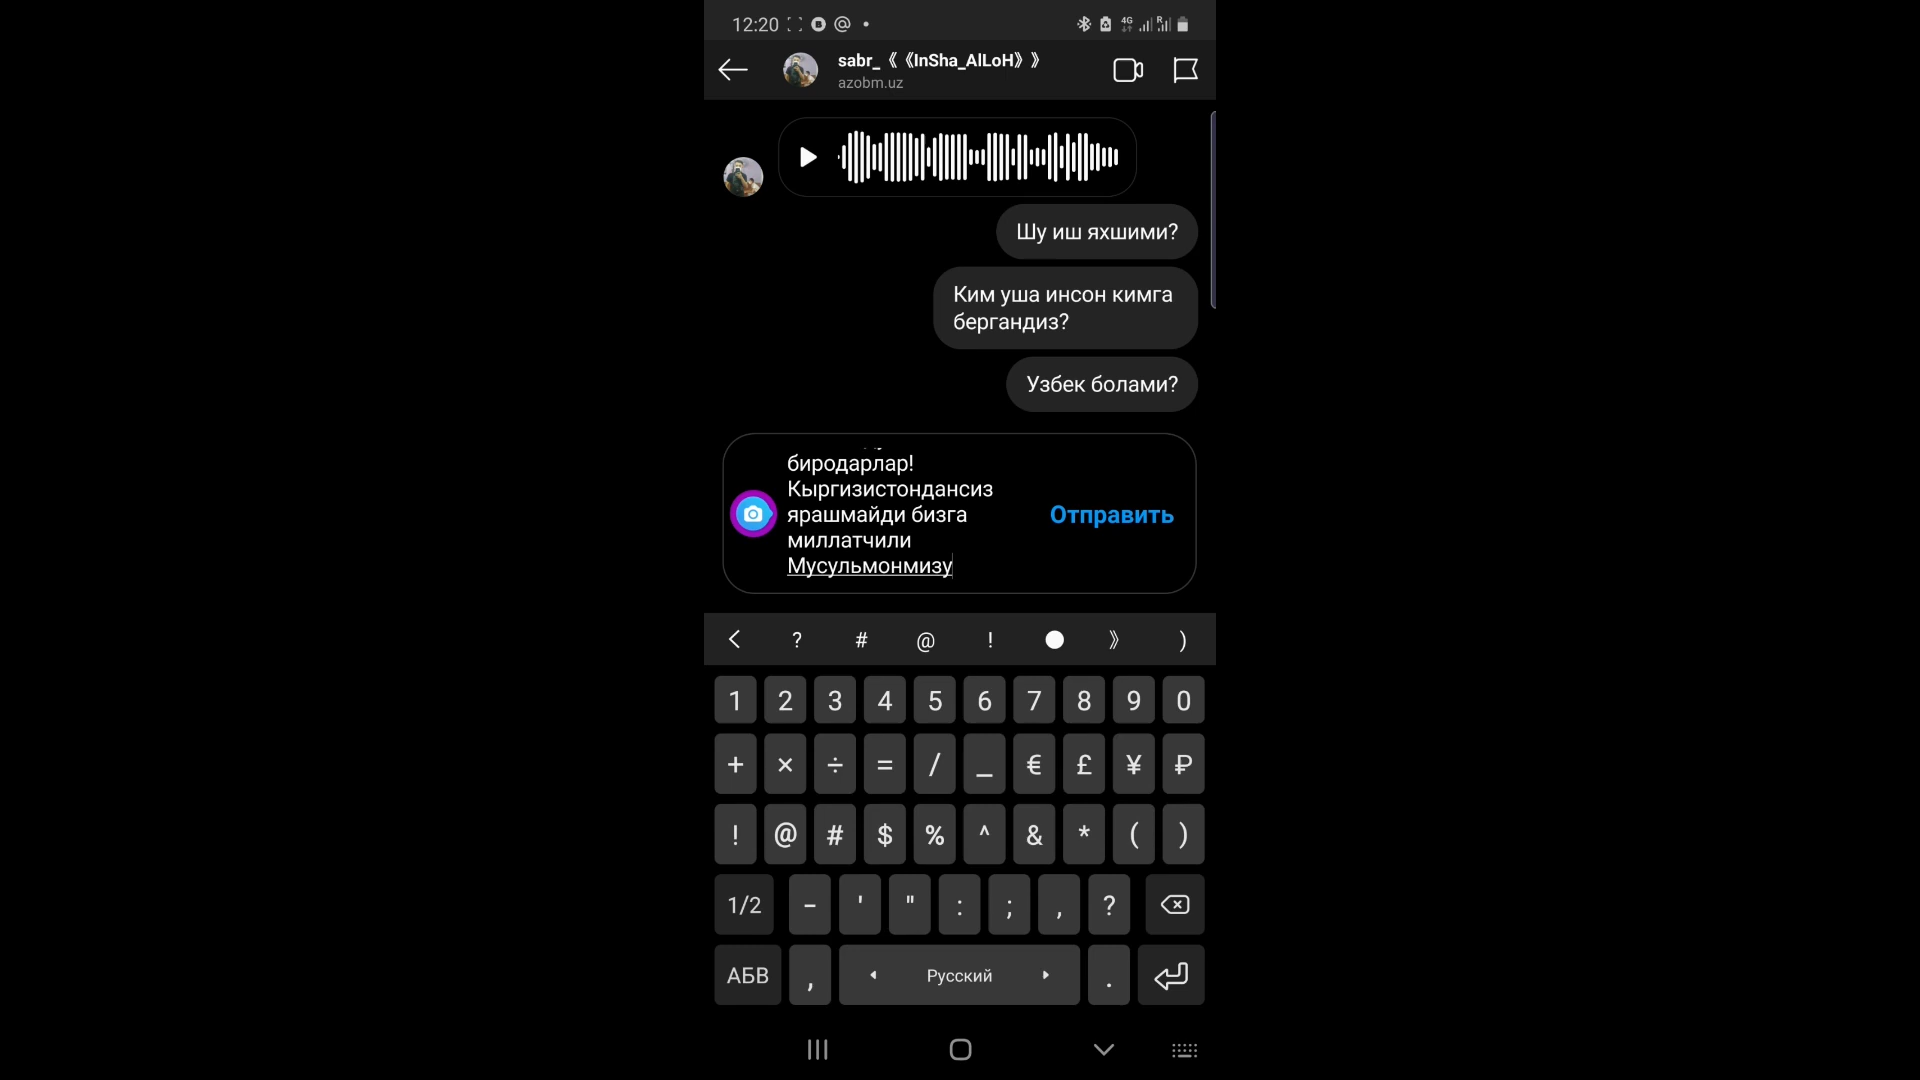 12:20
sabr_《《InSha_AlLoH》》
azobm.uz
Шу иш яхшими?
Ким уша инсон кимга
бергандиз?
Узбек болами?
биродарлар!
Кыргизистондансиз
ярашмайди бизга
миллатчили
Мусульмонмизу
Отправить
? # @ ! ● 》 )
1 2 3 4 5 6 7 8 9 0
+ × ÷ = / _ € £ ¥ ₽
! @ # $ % ^ & * ( )
1/2 - ' " : ; , ?
АБВ , Русский .